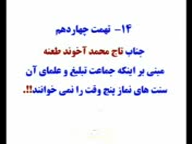 ۱۴- تهمت چهاردهم
جناب تاج محمد آخوند طعنه
مبنی بر اینکه جماعت تبلیغ و علمای آن
سنت های نماز پنج وقت را نمی خوانند!!.